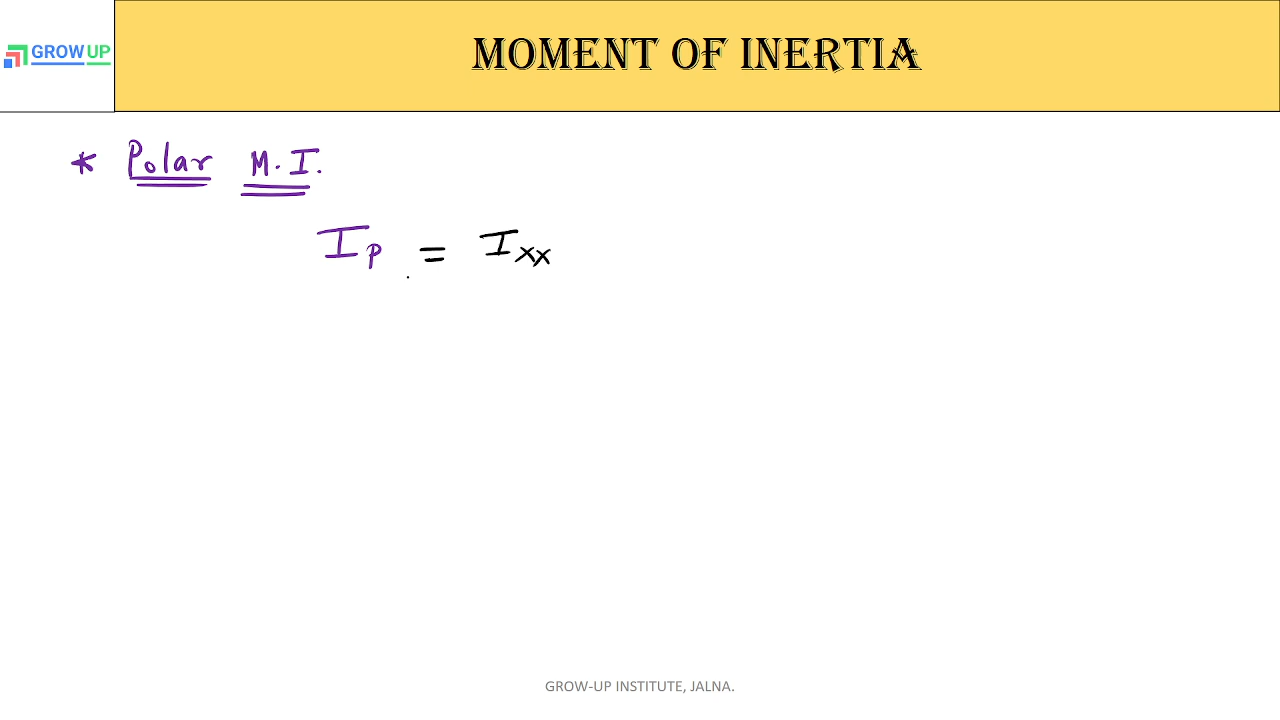 GROW UP
MOMENT OF INERTIA
* Polar M.I.
IP = Ixx
GROW-UP INSTITUTE, JALNA.